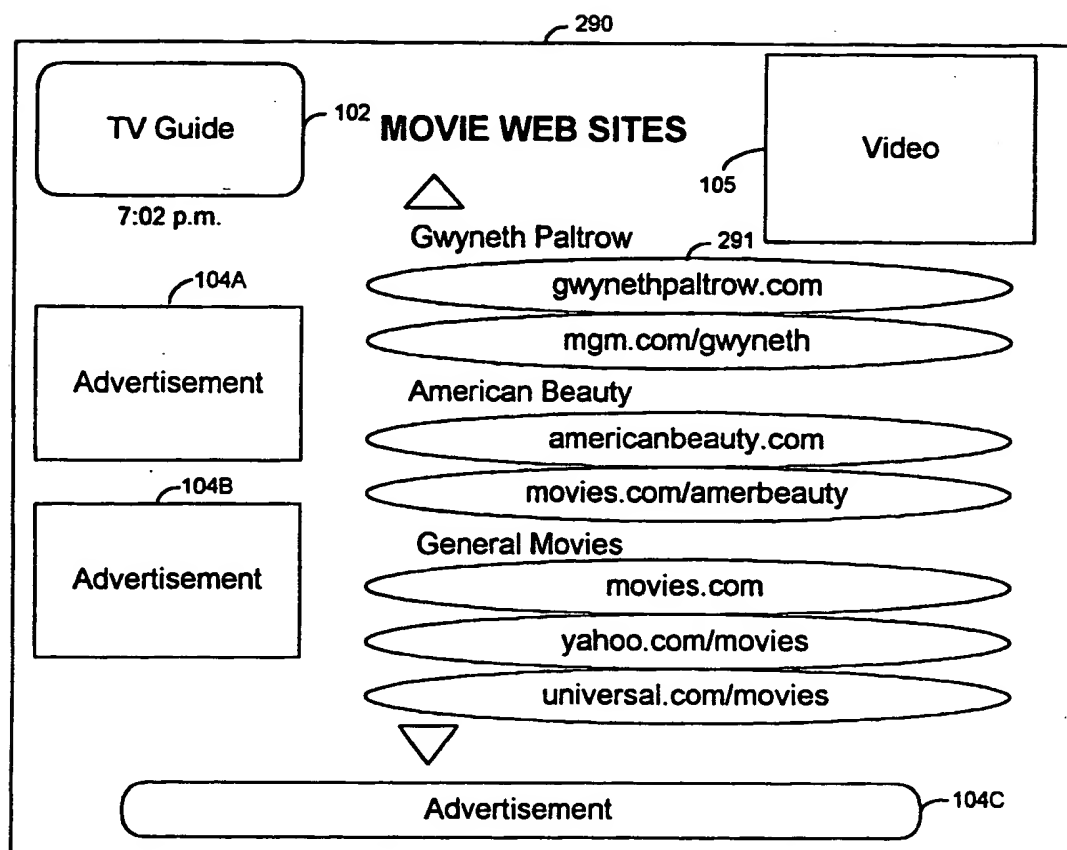 290
TV Guide
102
MOVIE WEB SITES
Video
105
7:02 p.m.
Gwyneth Paltrow
291
gwynethpaltrow.com
mgm.com/gwyneth
104A
Advertisement
American Beauty
americanbeauty.com
movies.com/amerbeauty
104B
Advertisement
General Movies
movies.com
yahoo.com/movies
universal.com/movies
Advertisement
104C